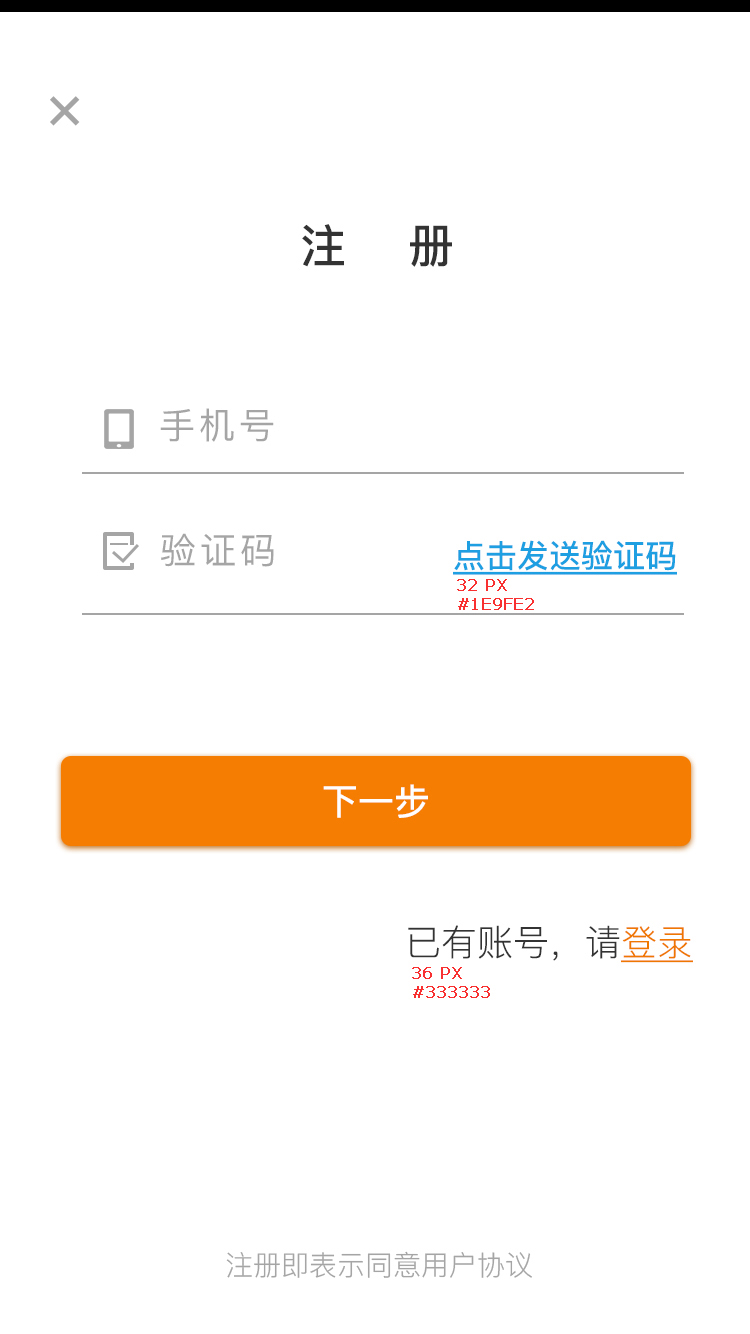 注 册
手机号
验证码
点击发送验证码
32 PX
#1E9FE2
下一步
已有账号，请登录
36 PX
#333333
注册即表示同意用户协议